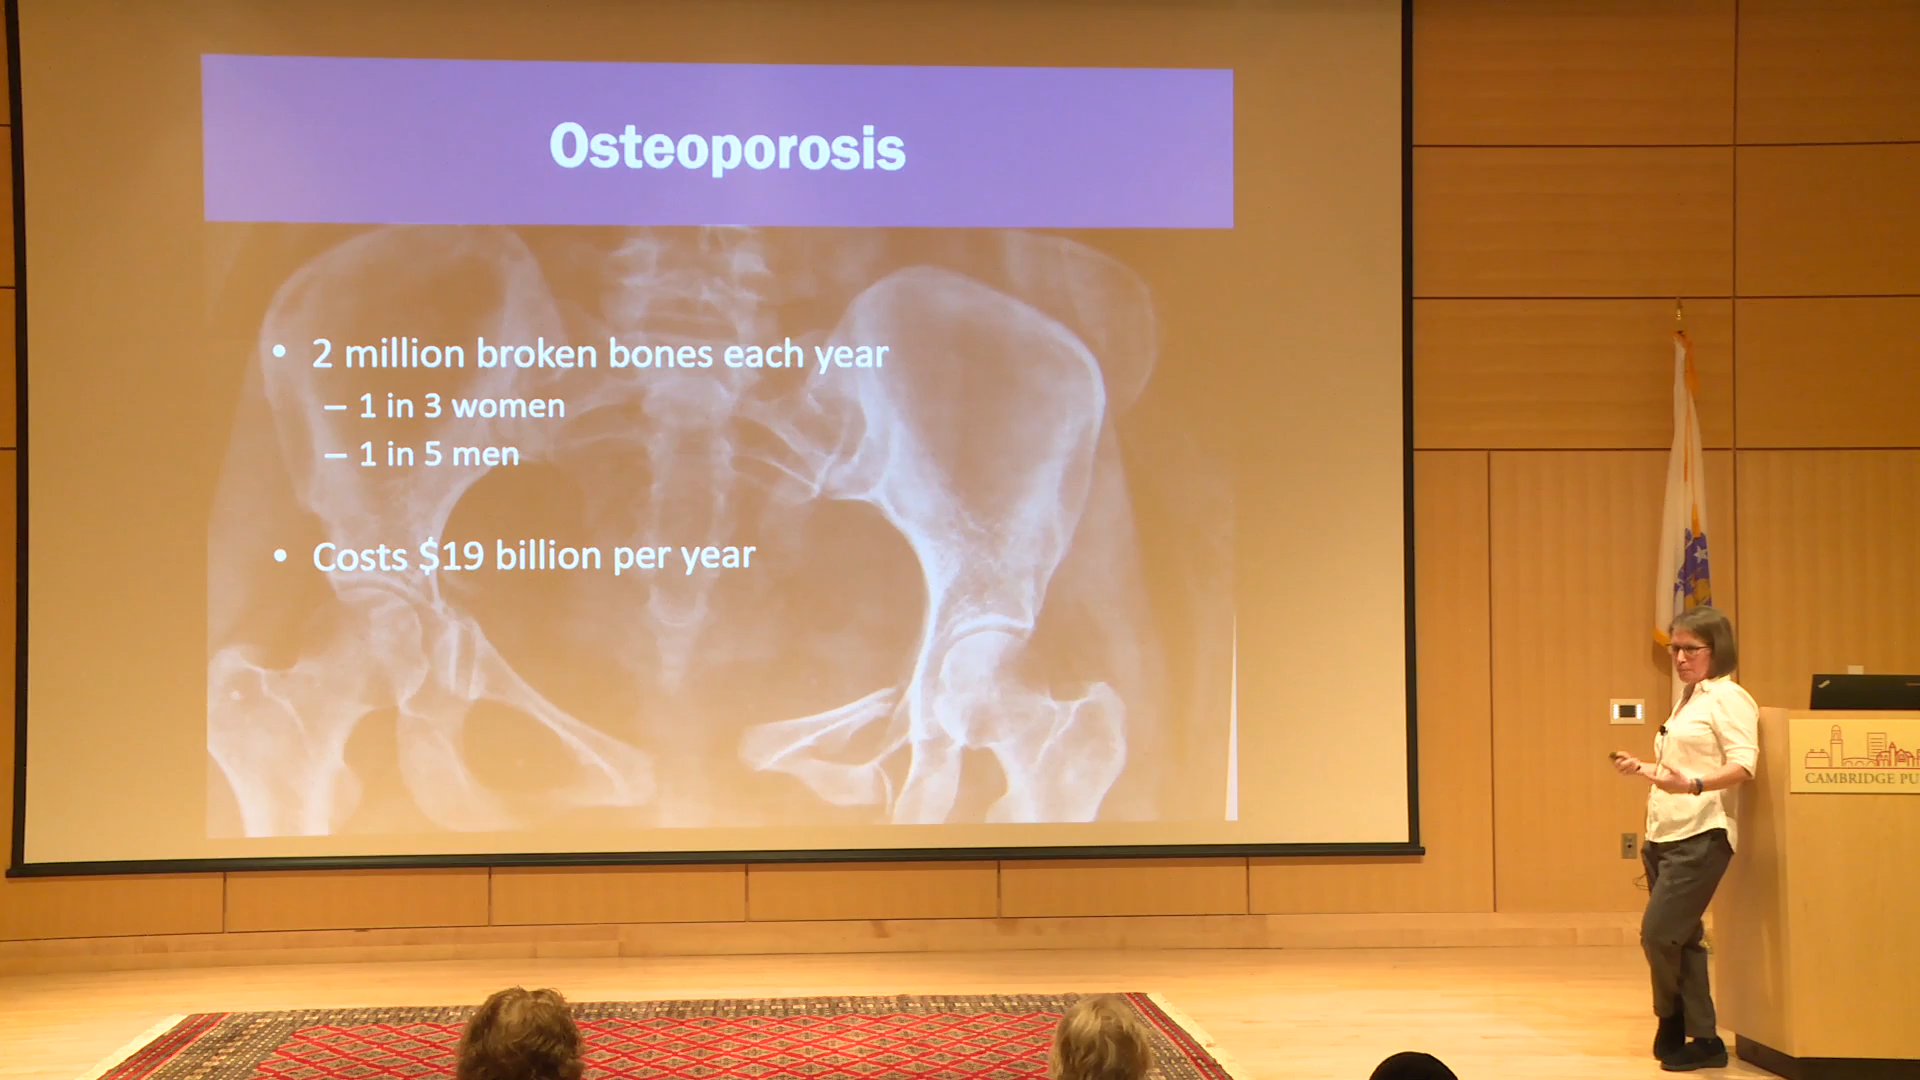 Osteoporosis
• 2 million broken bones each year
– 1 in 3 women
– 1 in 5 men
• Costs $19 billion per year
CAMBRIDGE PU